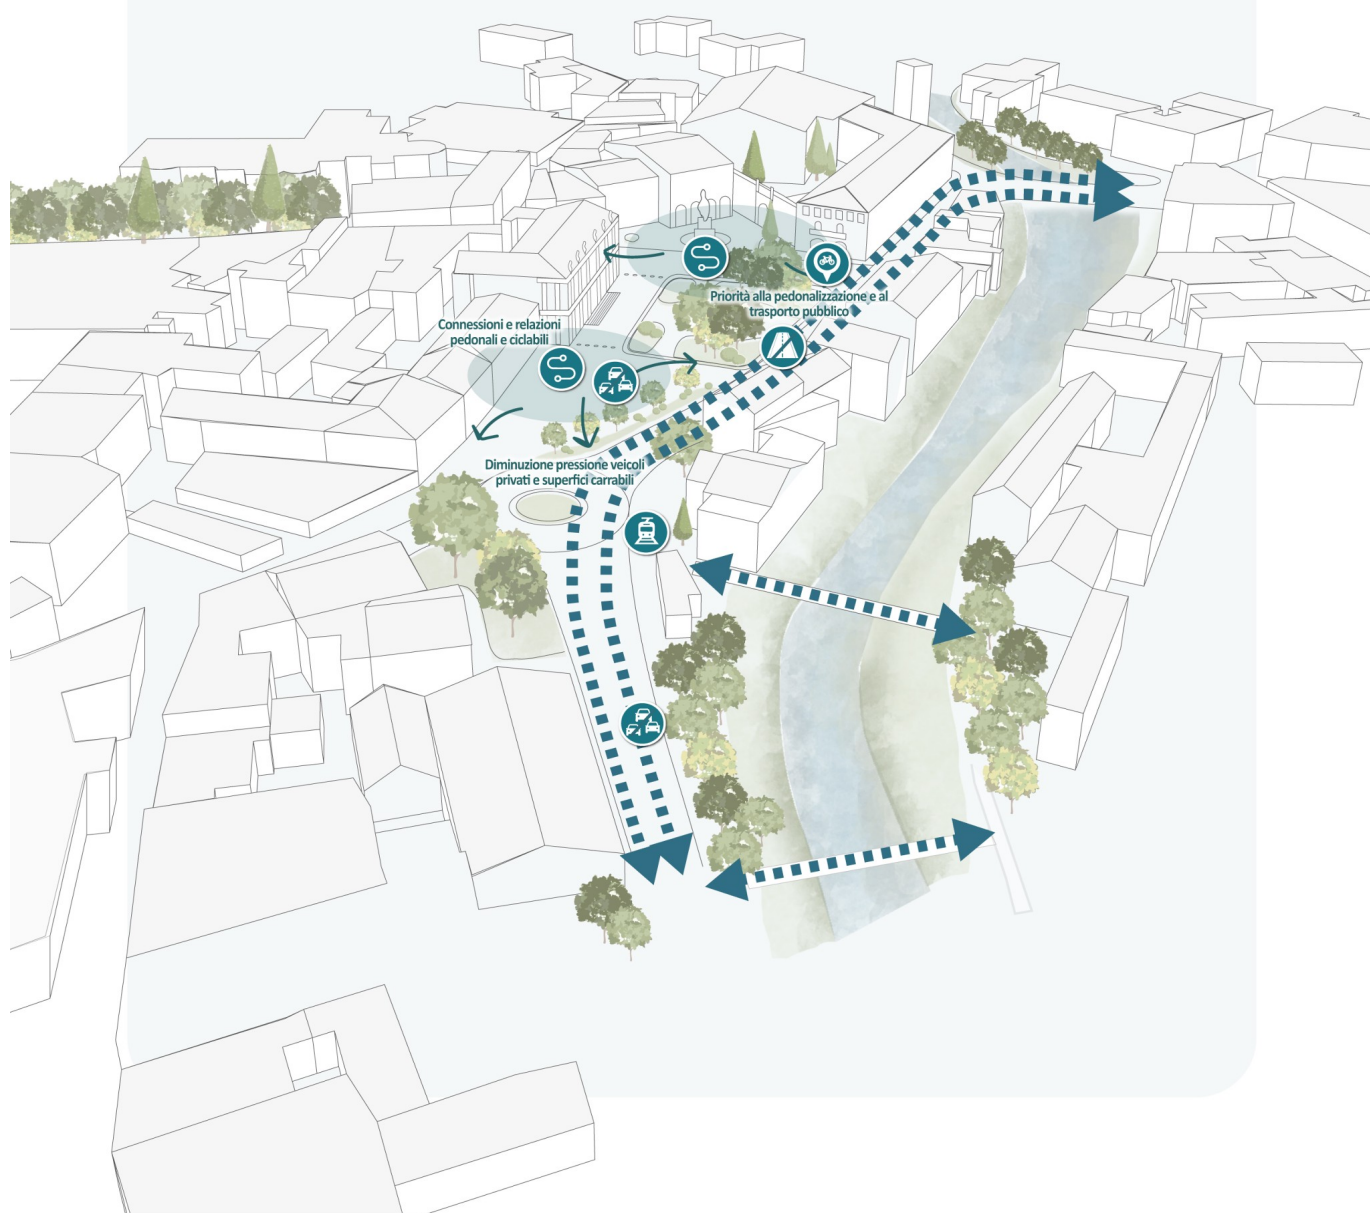 Priorità alla pedonalizzazione e al
trasporto pubblico
Connessioni e relazioni
pedonali e ciclabili
Diminuzione pressione veicoli
privati e superfici carrabili